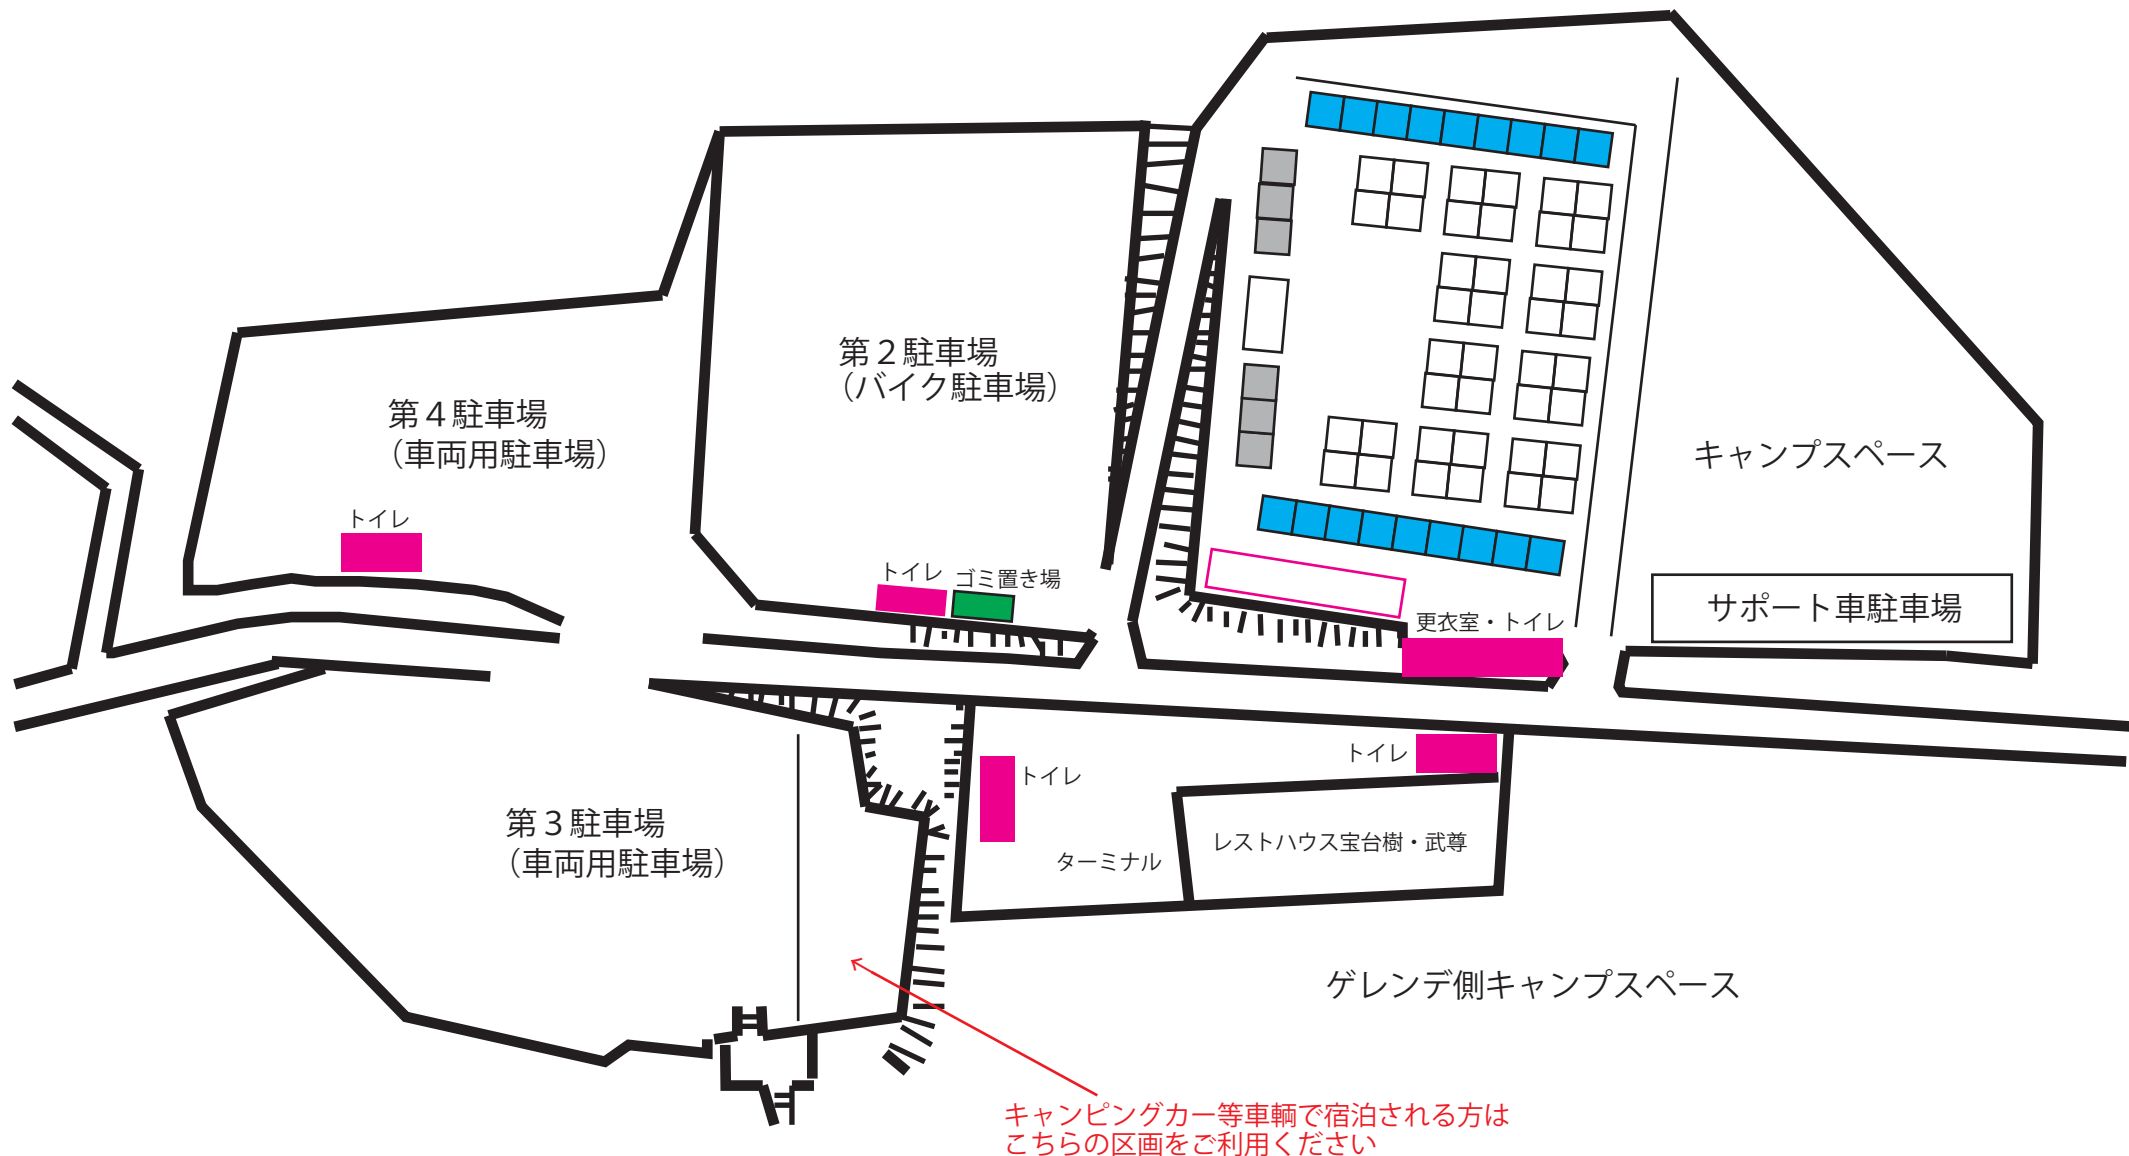 第２駐車場
（バイク駐車場）
第４駐車場
（車両用駐車場）
キャンプスペース
トイレ
トイレ
ゴミ置き場
サポート車駐車場
更衣室・トイレ
トイレ
トイレ
第３駐車場
（車両用駐車場）
レストハウス宝台樹・武尊
ターミナル
ゲレンデ側キャンプスペース
キャンピングカー等車輌で宿泊される方は
こちらの区画をご利用ください